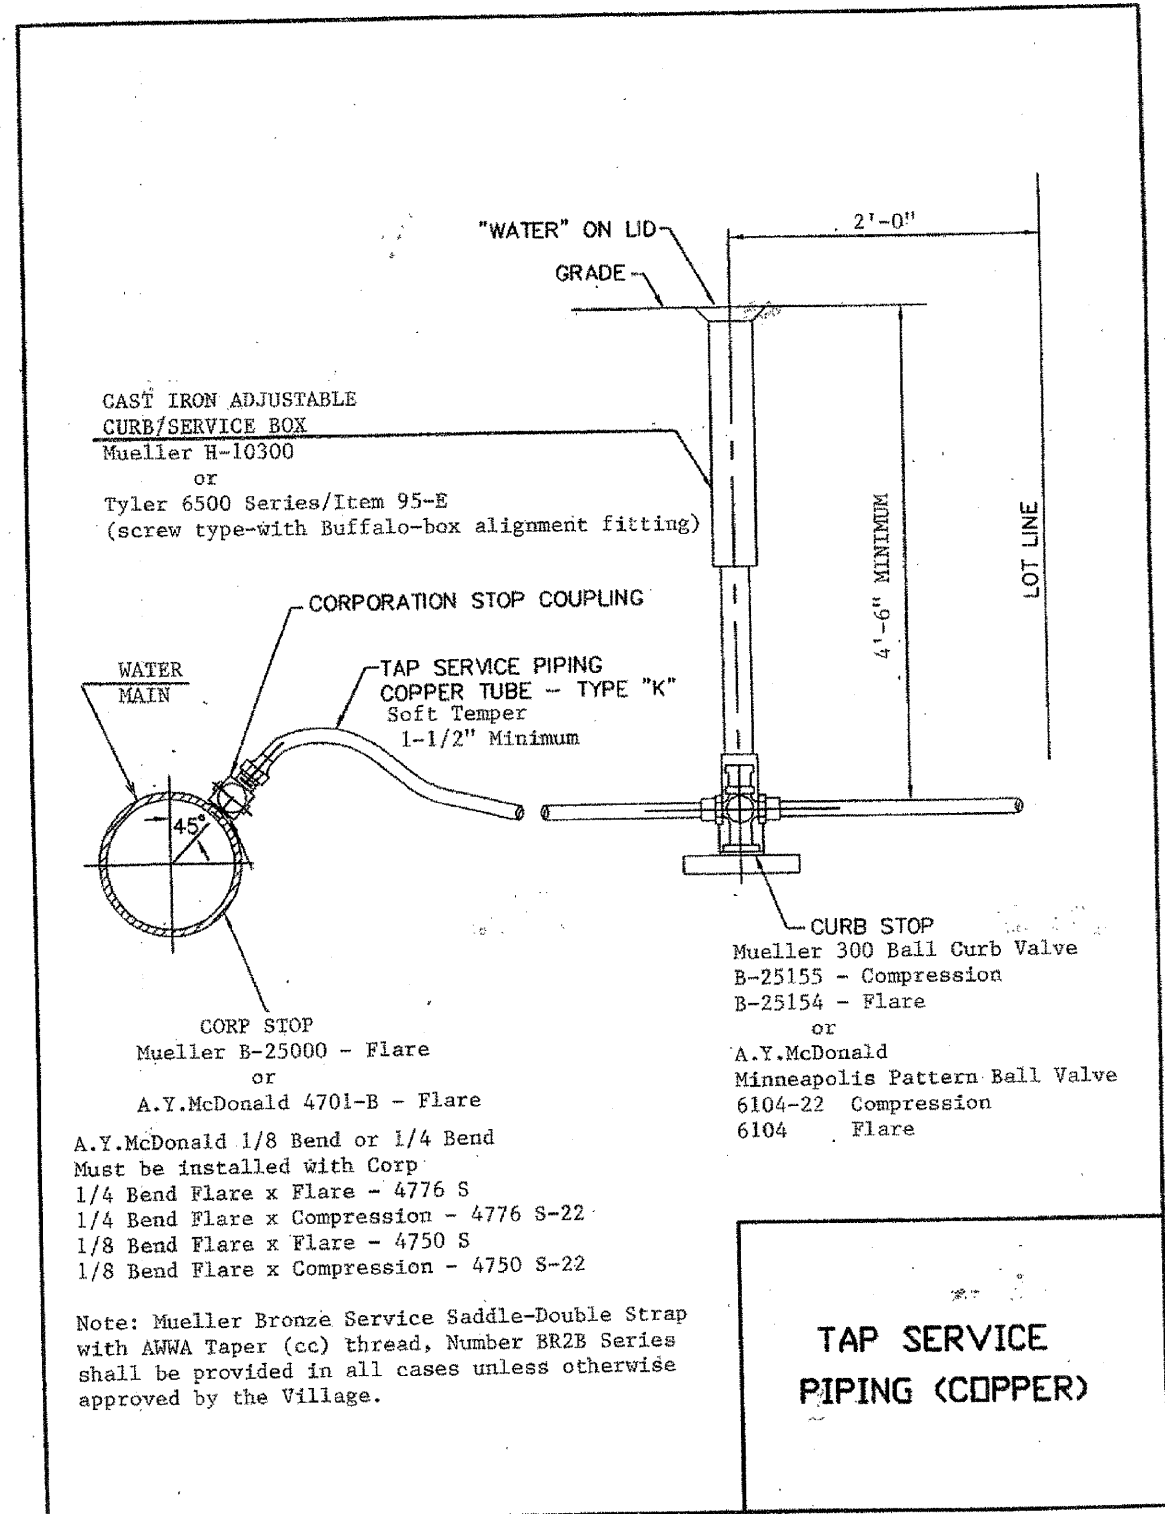 "WATER" ON LID
2'-0"
GRADE
CAST IRON ADJUSTABLE
CURB/SERVICE BOX
Mueller H-10300
or
Tyler 6500 Series/Item 95-E
(screw type-with Buffalo-box alignment fitting)
4'-6" MINIMUM
LOT LINE
CORPORATION STOP COUPLING
WATER
MAIN
TAP SERVICE PIPING
COPPER TUBE - TYPE "K"
Soft Temper
1-1/2" Minimum
45°
CURB STOP
Mueller 300 Ball Curb Valve
B-25155 - Compression
B-25154 - Flare
or
A.Y.McDonald
Minneapolis Pattern Ball Valve
6104-22 Compression
6104 Flare
CORP STOP
Mueller B-25000 - Flare
or
A.Y.McDonald 4701-B - Flare
A.Y.McDonald 1/8 Bend or 1/4 Bend
Must be installed with Corp
1/4 Bend Flare x Flare - 4776 S
1/4 Bend Flare x Compression - 4776 S-22
1/8 Bend Flare x Flare - 4750 S
1/8 Bend Flare x Compression - 4750 S-22
Note: Mueller Bronze Service Saddle-Double Strap
with AWWA Taper (cc) thread, Number BR2B Series
shall be provided in all cases unless otherwise
approved by the Village.
TAP SERVICE
PIPING (COPPER)